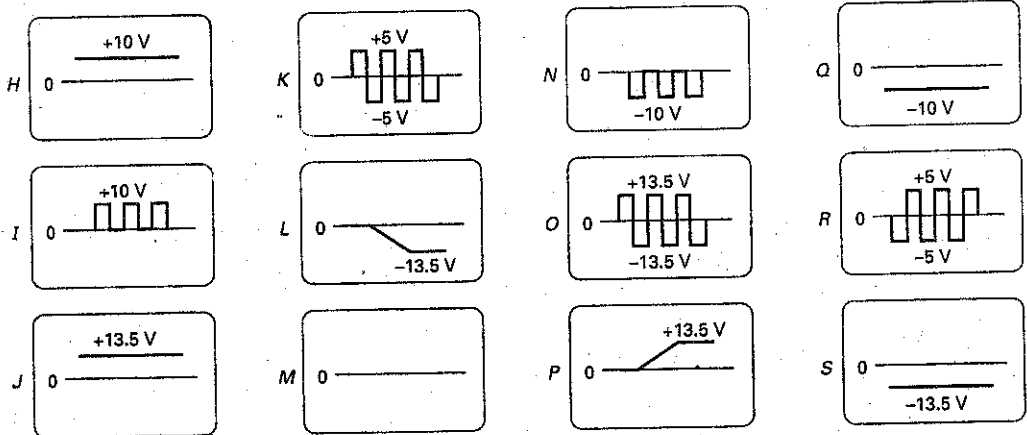 H 0 +10 V
K 0 +5 V –5 V
N 0 –10 V
Q 0 –10 V
I 0 +10 V
L 0 –13.5 V
O 0 +13.5 V –13.5 V
R 0 +5 V –5 V
J 0 +13.5 V
M 0
P 0 +13.5 V
S 0 –13.5 V